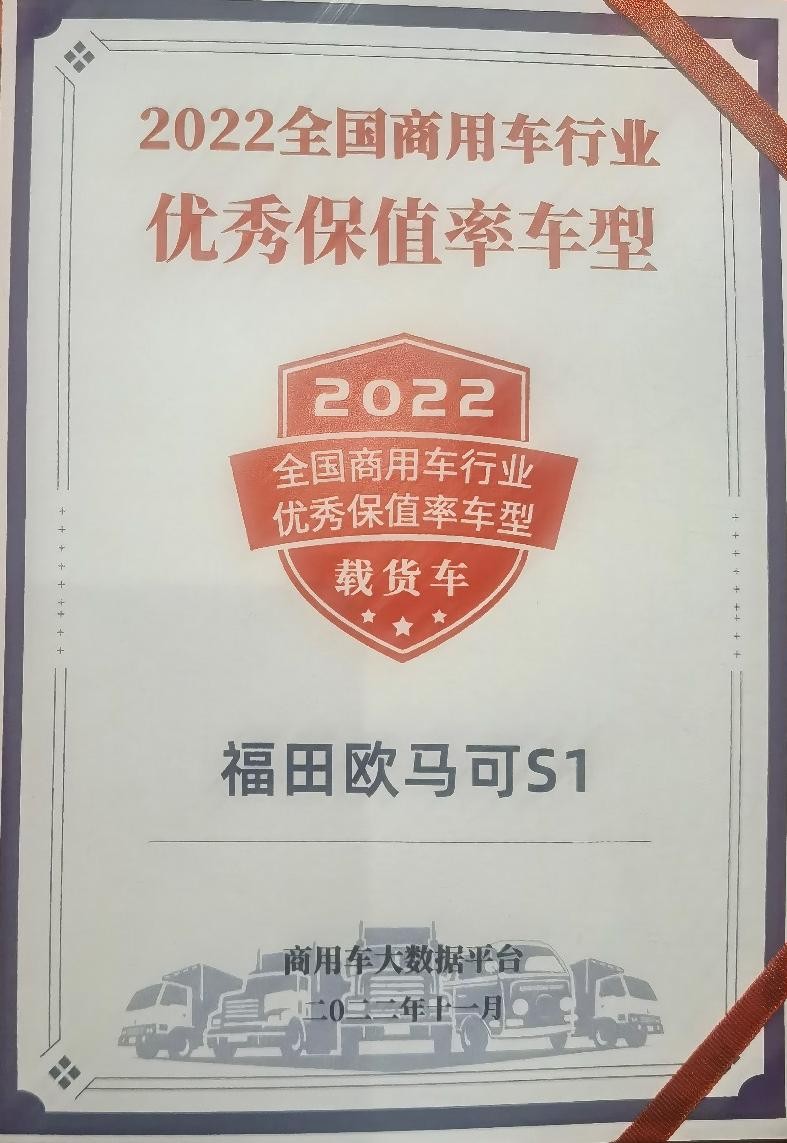 2022全国商用车行业
优秀保值率车型
2022
全国商用车行业
优秀保值率车型
载货车
福田欧马可S1
商用车大数据平台
二0二二年十一月